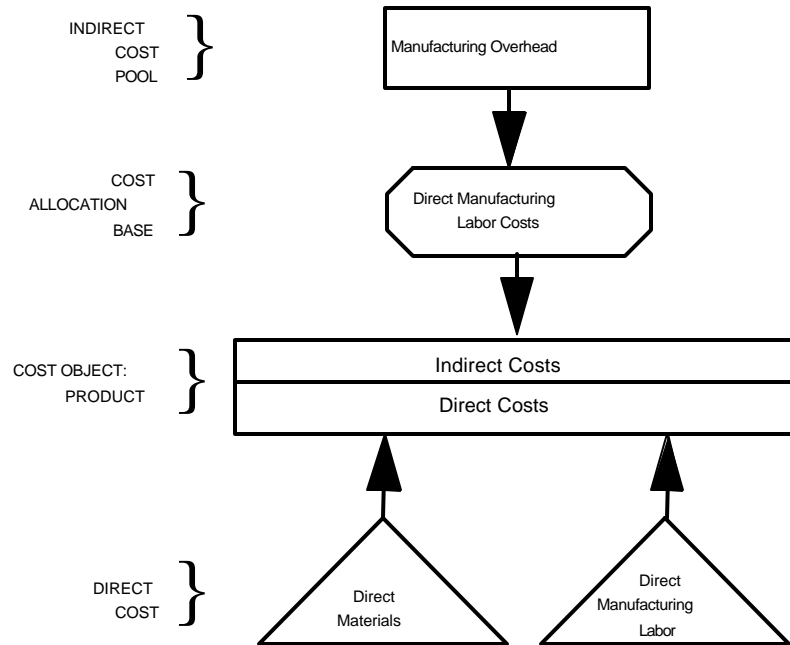 INDIRECT
COST
POOL
Manufacturing Overhead
COST
ALLOCATION
BASE
Direct Manufacturing
Labor Costs
COST OBJECT:
PRODUCT
Indirect Costs
Direct Costs
DIRECT
COST
Direct
Materials
Direct
Manufacturing
Labor